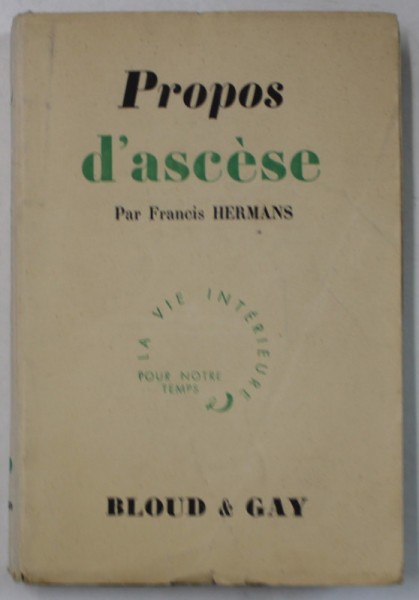 Propos
d'ascèse
Par Francis HERMANS
LA VIE INTÉRIEURE
POUR NOTRE
TEMPS
BLOUD & GAY